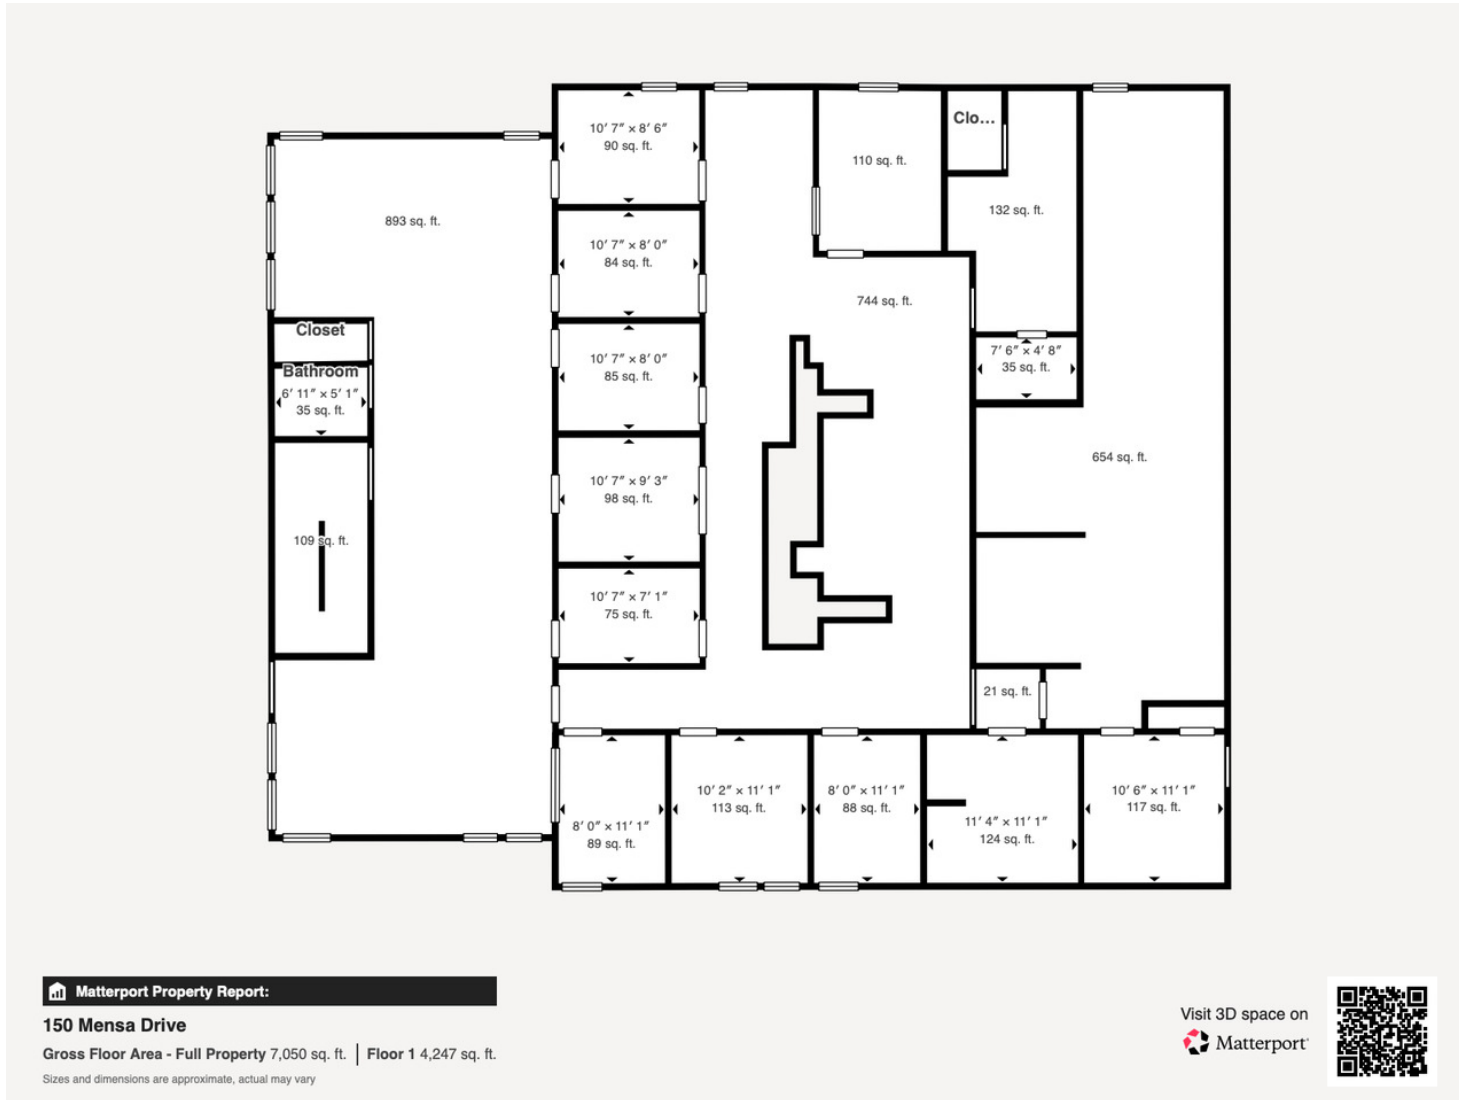 Clo...
10' 7" × 8' 6"
90 sq. ft.
110 sq. ft.
893 sq. ft.
132 sq. ft.
10' 7" × 8' 0"
84 sq. ft.
744 sq. ft.
Closet
7' 6" × 4' 8"
35 sq. ft.
10' 7" × 8' 0"
85 sq. ft.
Bathroom
6' 11" × 5' 1"
35 sq. ft.
654 sq. ft.
10' 7" × 9' 3"
98 sq. ft.
109 sq. ft.
10' 7" × 7' 1"
75 sq. ft.
21 sq. ft.
8' 0" × 11' 1"
89 sq. ft.
10' 2" × 11' 1"
113 sq. ft.
8' 0" × 11' 1"
88 sq. ft.
11' 4" × 11' 1"
124 sq. ft.
10' 6" × 11' 1"
117 sq. ft.
Matterport Property Report:
150 Mensa Drive
Gross Floor Area - Full Property 7,050 sq. ft. | Floor 1 4,247 sq. ft.
Sizes and dimensions are approximate, actual may vary
Visit 3D space on
Matterport